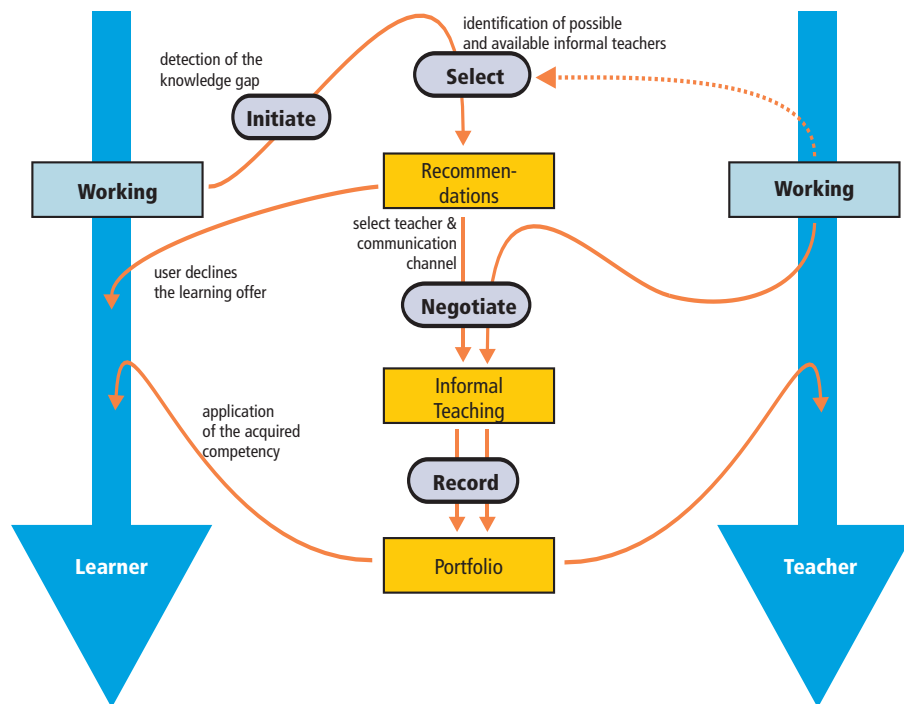 identification of possible
and available informal teachers
detection of the
knowledge gap
Select
Initiate
Working
Recommen-
dations
Working
select teacher &
communication
channel
user declines
the learning offer
Negotiate
Informal
Teaching
application
of the acquired
competency
Record
Learner
Portfolio
Teacher